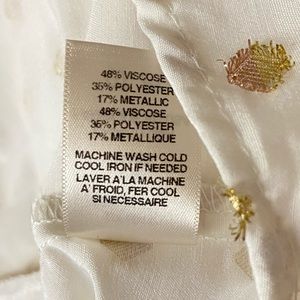 48% VISCOSE
35% POLYESTER
17% METALLIC
48% VISCOSE
35% POLYESTER
17% METALLIQUE
MACHINE WASH COLD
COOL IRON IF NEEDED
LAVER A'LA MACHINE
A' FROID, FER COOL
SI NECESSAIRE